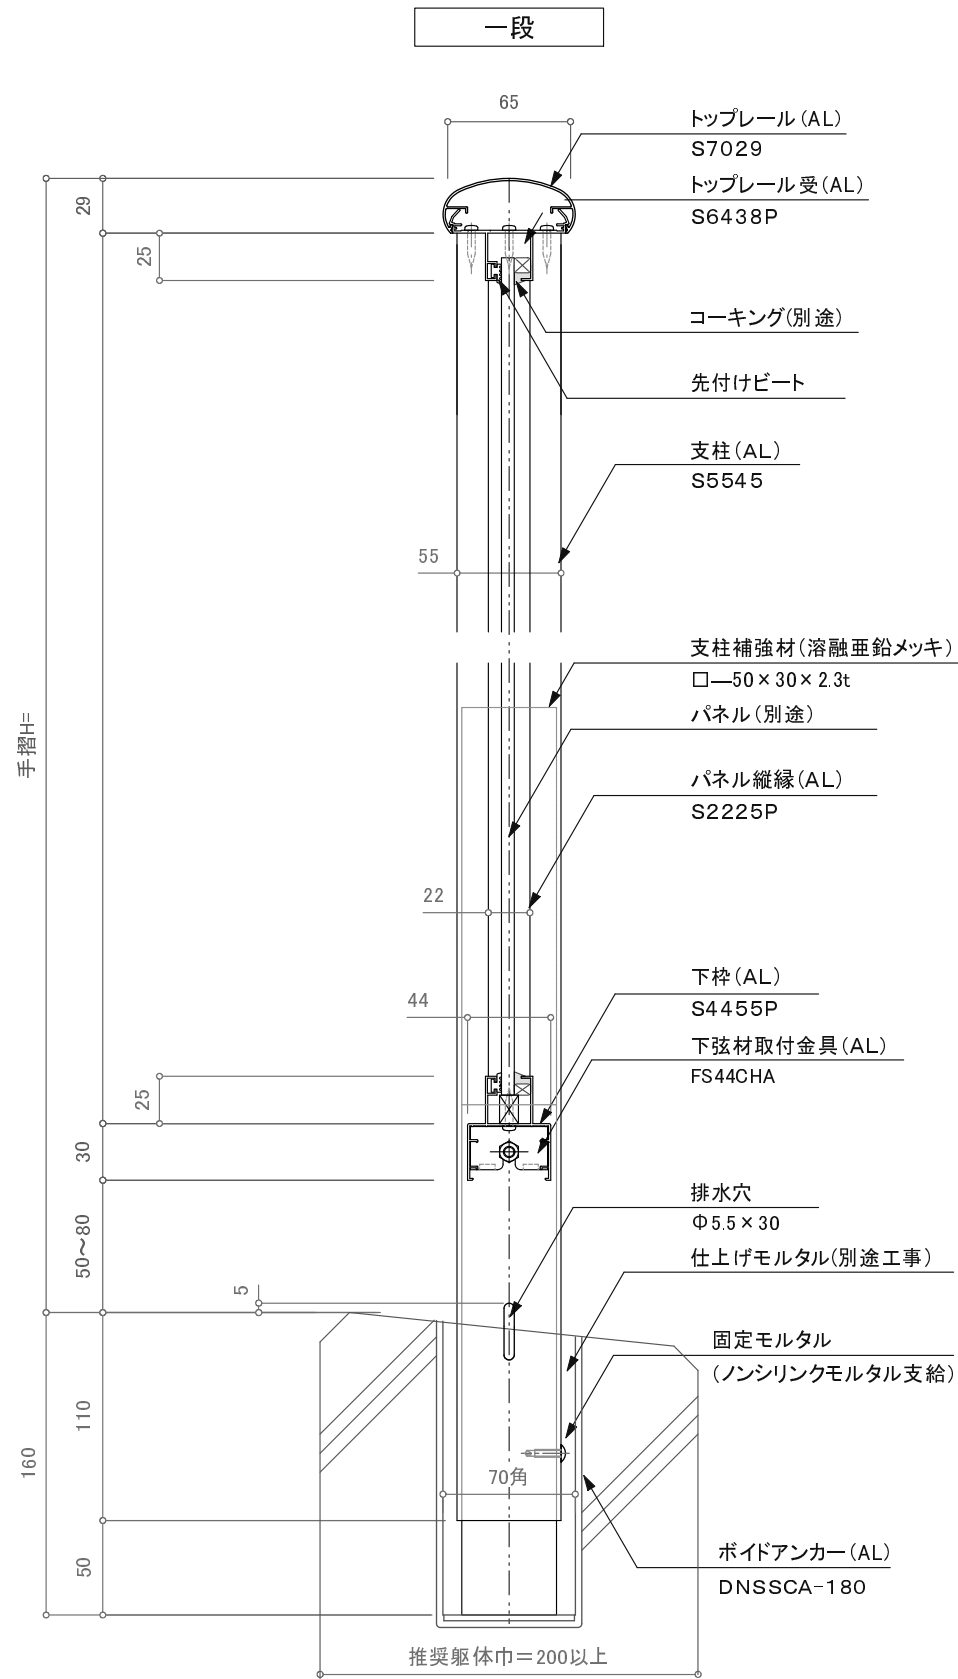 一段
65
トップレール(AL)
S7029
トップレール受(AL)
S6438P
29
25
コーキング(別途)
先付けビート
支柱(AL)
S5545
55
支柱補強材(溶融亜鉛メッキ)
□—50×30×2.3t
パネル(別途)
手摺H=
パネル縦縁(AL)
S2225P
22
下枠(AL)
S4455P
44
下弦材取付金具(AL)
FS44CHA
25
30
排水穴
Φ5.5×30
50〜80
仕上げモルタル(別途工事)
5
固定モルタル
(ノンシリンクモルタル支給)
110
160
70角
ボイドアンカー(AL)
DNSSCA-180
50
推奨躯体巾=200以上